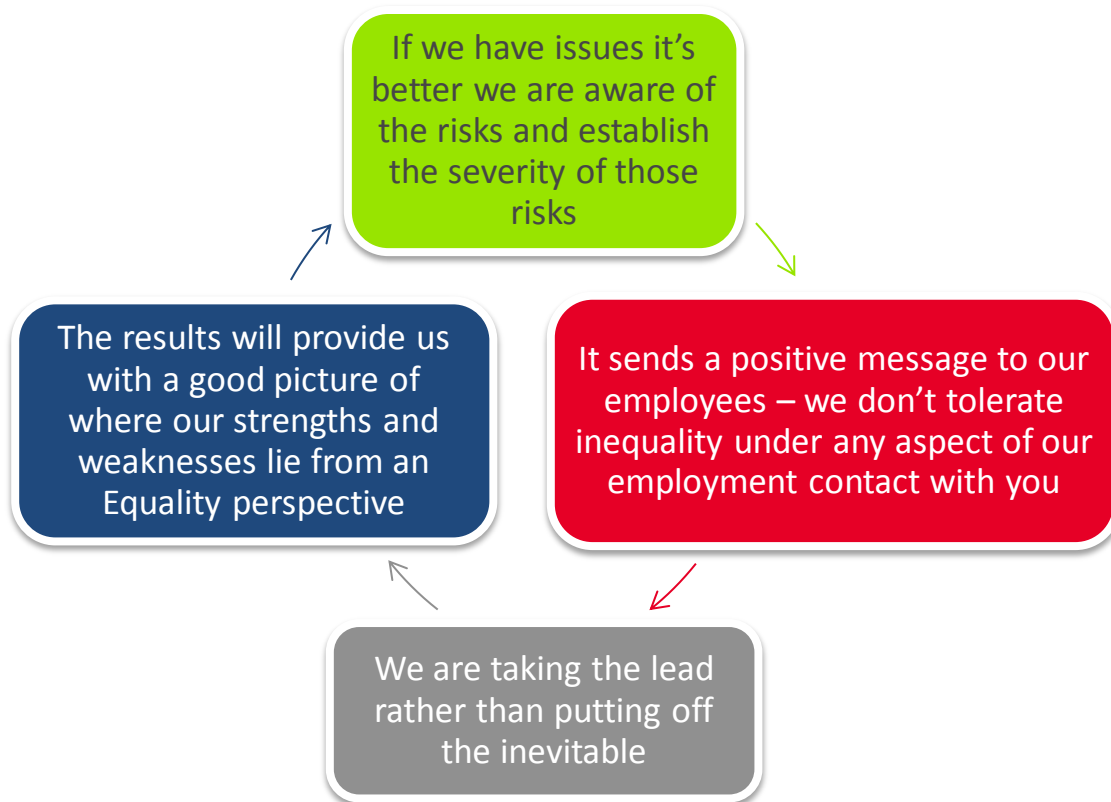 If we have issues it’s
better we are aware of
the risks and establish
the severity of those
risks
It sends a positive message to our
employees – we don’t tolerate
inequality under any aspect of our
employment contact with you
We are taking the lead
rather than putting off
the inevitable
The results will provide us
with a good picture of
where our strengths and
weaknesses lie from an
Equality perspective